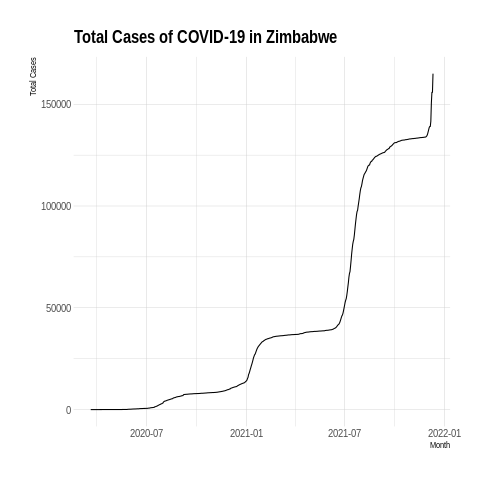 Total Cases of COVID-19 in Zimbabwe
Total Cases
150000
100000
50000
0
2020-07 2021-01 2021-07 2022-01
Month